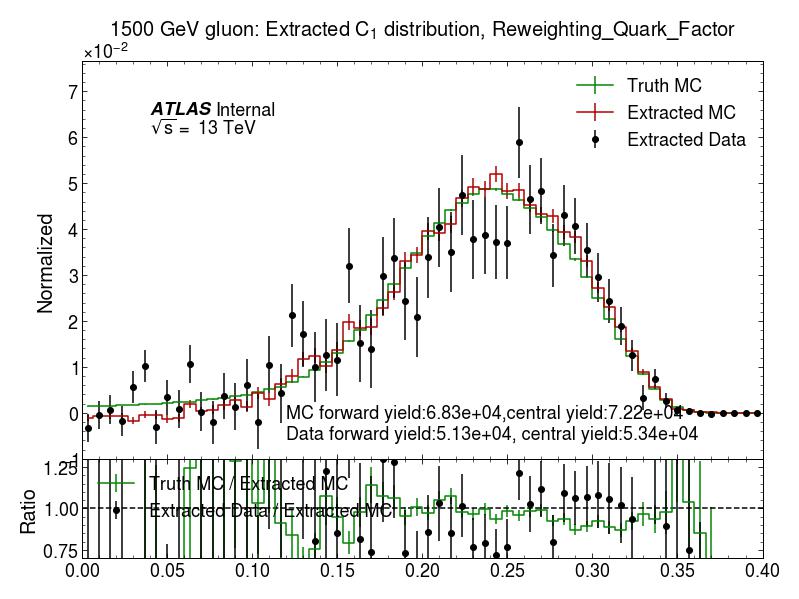 1500 GeV gluon: Extracted C₁ distribution, Reweighting_Quark_Factor
×10⁻²
ATLAS Internal
√s = 13 TeV
Truth MC
Extracted MC
Extracted Data
Normalized
7
6
5
4
3
2
1
0
MC forward yield:6.83e+04,central yield:7.22e+04
Data forward yield:5.13e+04, central yield:5.34e+04
Ratio
1.25
1.00
0.75
Truth MC / Extracted MC
Extracted Data / Extracted MC
0.00 0.05 0.10 0.15 0.20 0.25 0.30 0.35 0.40